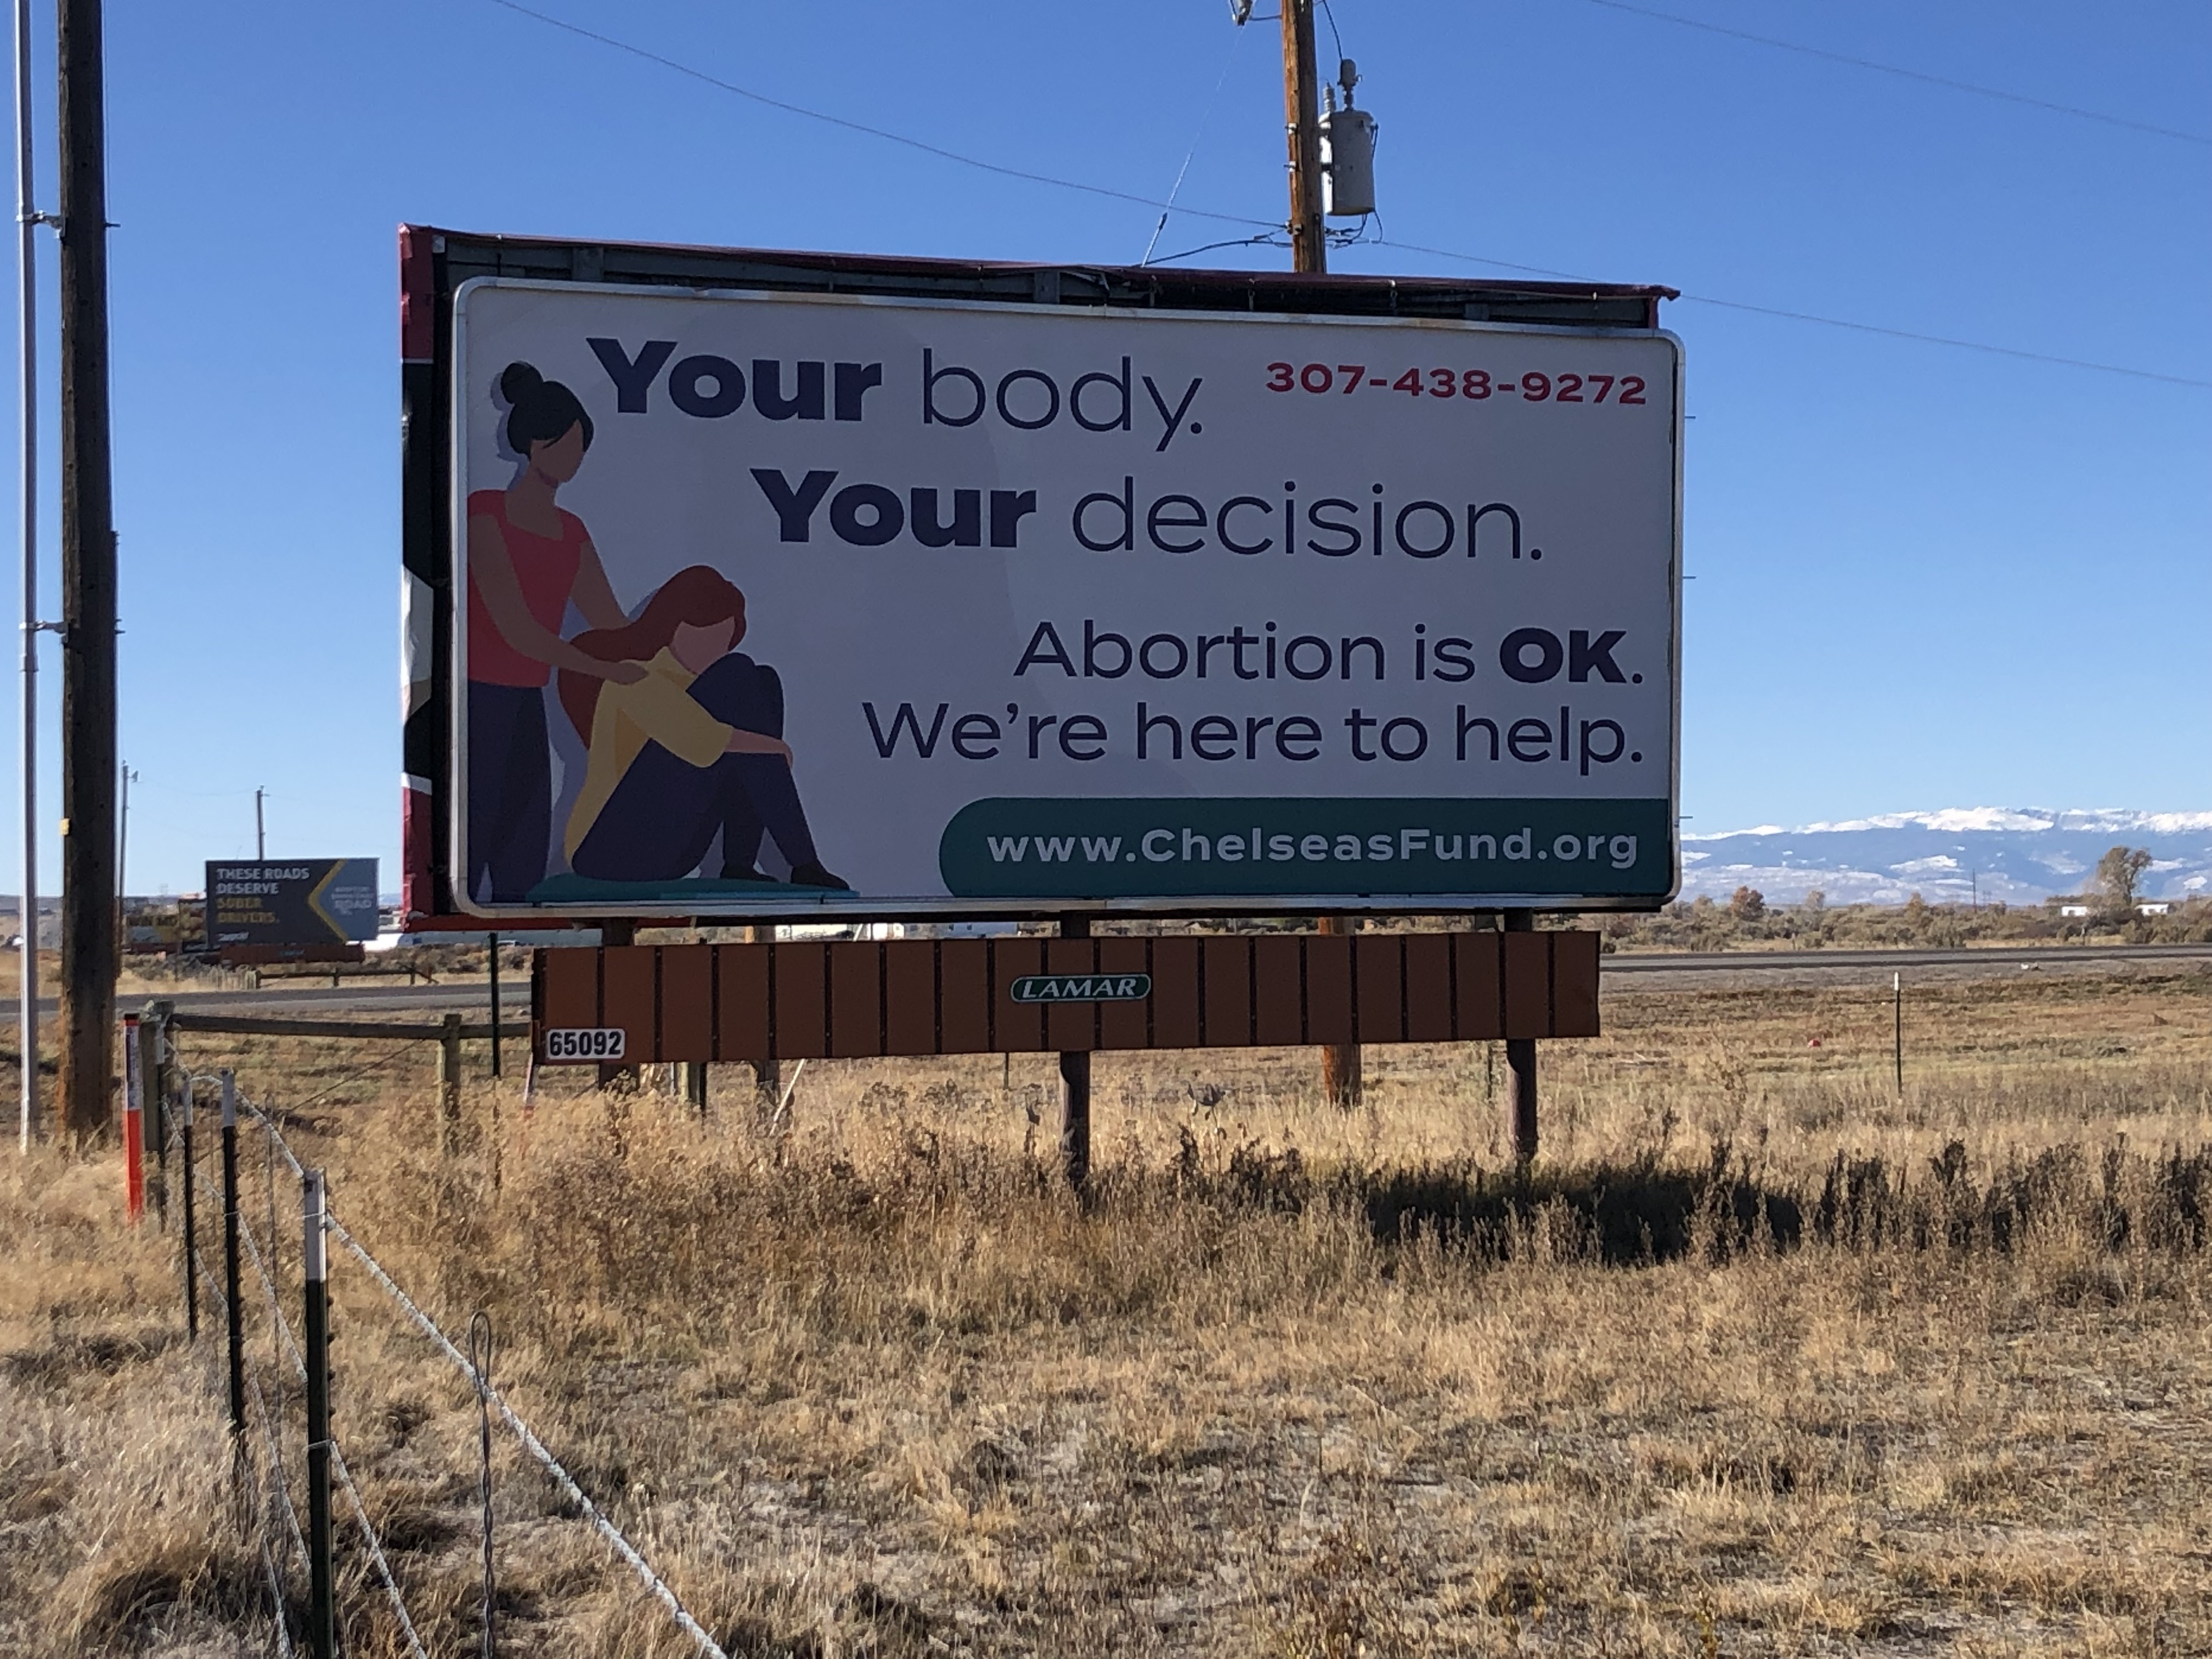 Your body.
307-438-9272
Your decision.
Abortion is OK.
We're here to help.
www.ChelseasFund.org
LAMAR
65092
THESE ROADS
DESERVE
SOBER
DRIVERS.
ROAD